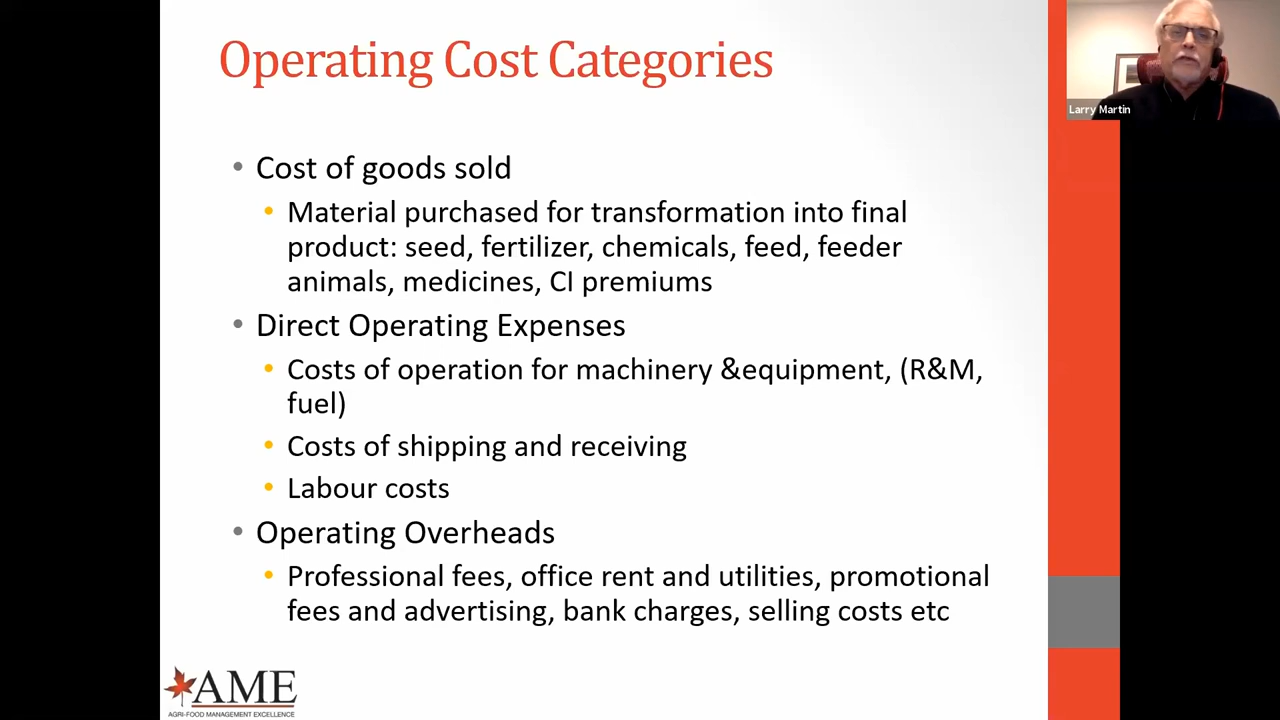 Operating Cost Categories
Larry Martin
• Cost of goods sold
• Material purchased for transformation into final
product: seed, fertilizer, chemicals, feed, feeder
animals, medicines, CI premiums
• Direct Operating Expenses
• Costs of operation for machinery &equipment, (R&M,
fuel)
• Costs of shipping and receiving
• Labour costs
• Operating Overheads
• Professional fees, office rent and utilities, promotional
fees and advertising, bank charges, selling costs etc
AME
AGRI-FOOD MANAGEMENT EXCELLENCE